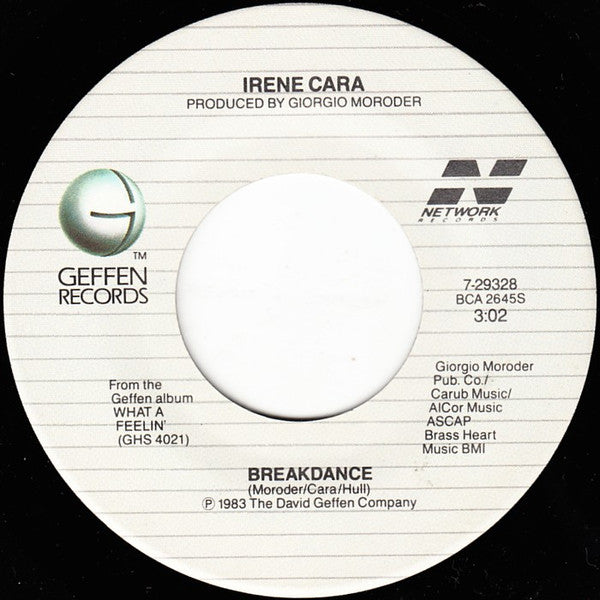 IRENE CARA
PRODUCED BY GIORGIO MORODER
G
TM
GEFFEN
RECORDS
N
NETWORK
RECORDS
7-29328
BCA 2645S
3:02
From the
Geffen album
WHAT A
FEELIN'
(GHS 4021)
Giorgio Moroder
Pub. Co./
Carub Music/
AlCor Music
ASCAP
Brass Heart
Music BMI
BREAKDANCE
(Moroder/Cara/Hull)
℗ 1983 The David Geffen Company